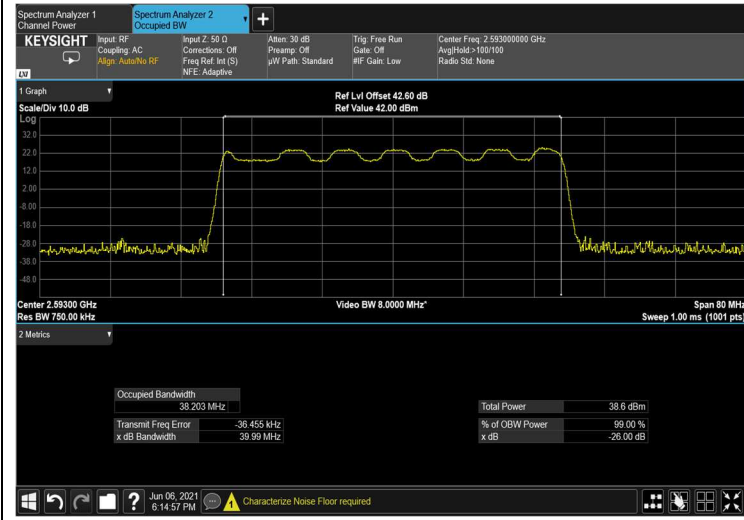 Spectrum Analyzer 1
Channel Power
Spectrum Analyzer 2
Occupied BW
+
KEYSIGHT
LXI
Input: RF
Coupling: AC
Align: Auto/No RF
Input Z: 50 Ω
Corrections: Off
Freq Ref: Int (S)
NFE: Adaptive
Atten: 30 dB
Preamp: Off
µW Path: Standard
Trig: Free Run
Gate: Off
#IF Gain: Low
Center Freq: 2.593000000 GHz
Avg|Hold:>100/100
Radio Std: None
1 Graph
Scale/Div 10.0 dB
Ref Lvl Offset 42.60 dB
Ref Value 42.00 dBm
Log
32.0
22.0
12.0
2.00
-8.00
-18.0
-28.0
-38.0
-48.0
Center 2.59300 GHz
Video BW 8.0000 MHz*
Span 80 MHz
Res BW 750.00 kHz
Sweep 1.00 ms (1001 pts)
2 Metrics
Occupied Bandwidth
38.203 MHz
Total Power 38.6 dBm
Transmit Freq Error -36.455 kHz
% of OBW Power 99.00 %
x dB Bandwidth 39.99 MHz
x dB -26.00 dB
?
Jun 06, 2021
6:14:57 PM
1
Characterize Noise Floor required